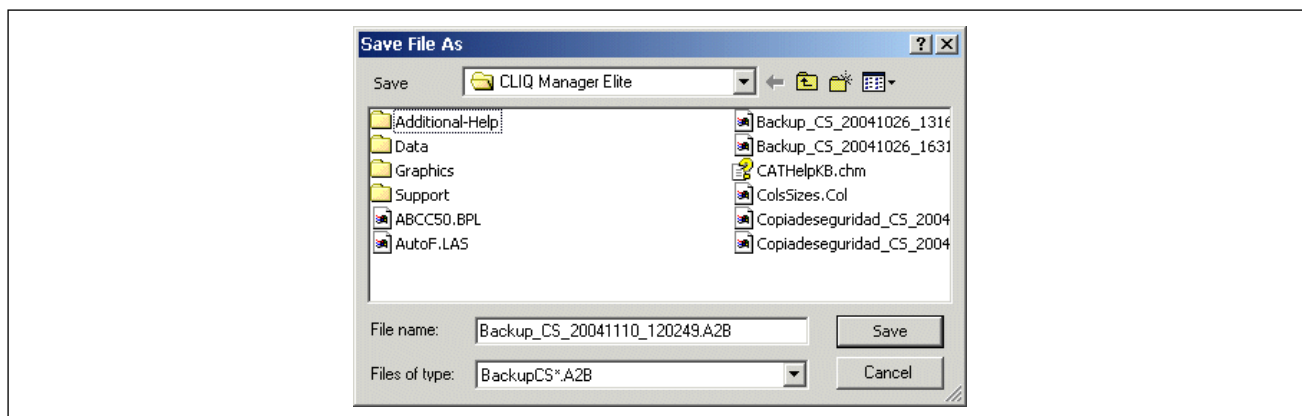 Save File As
Save
CLIQ Manager Elite
Additional-Help
Data
Graphics
Support
ABCC50.BPL
AutoF.LAS
Backup_CS_20041026_1316
Backup_CS_20041026_1631
CATHelpKB.chm
ColsSizes.Col
Copiadeseguridad_CS_2004
Copiadeseguridad_CS_2004
File name:
Backup_CS_20041110_120249.A2B
Save
Files of type:
BackupCS*.A2B
Cancel